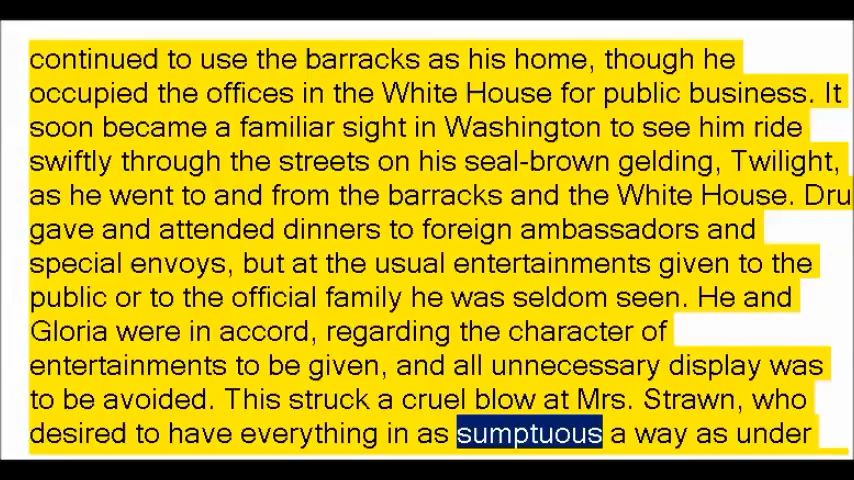 continued to use the barracks as his home, though he
occupied the offices in the White House for public business. It
soon became a familiar sight in Washington to see him ride
swiftly through the streets on his seal-brown gelding, Twilight,
as he went to and from the barracks and the White House. Dru
gave and attended dinners to foreign ambassadors and
special envoys, but at the usual entertainments given to the
public or to the official family he was seldom seen. He and
Gloria were in accord, regarding the character of
entertainments to be given, and all unnecessary display was
to be avoided. This struck a cruel blow at Mrs. Strawn, who
desired to have everything in as sumptuous a way as under